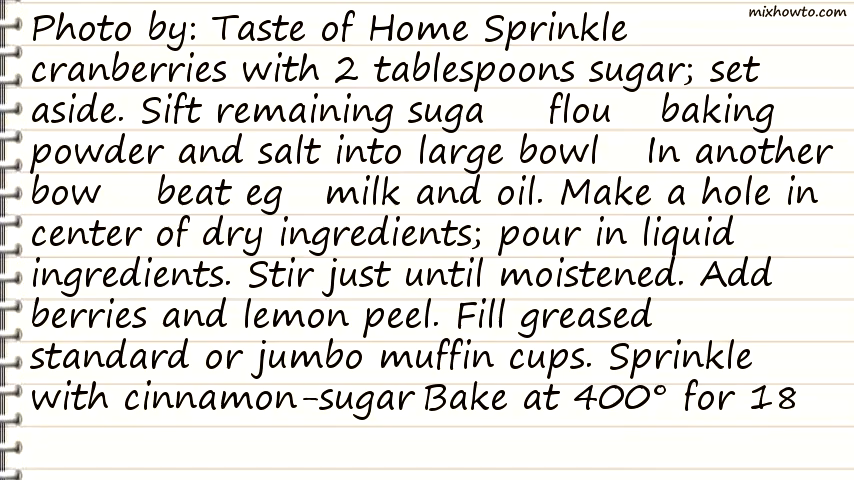 mixhowto.com
Photo by: Taste of Home Sprinkle
cranberries with 2 tablespoons sugar; set
aside. Sift remaining suga flou baking
powder and salt into large bowl In another
bow beat eg milk and oil. Make a hole in
center of dry ingredients; pour in liquid
ingredients. Stir just until moistened. Add
berries and lemon peel. Fill greased
standard or jumbo muffin cups. Sprinkle
with cinnamon-sugar Bake at 400° for 18